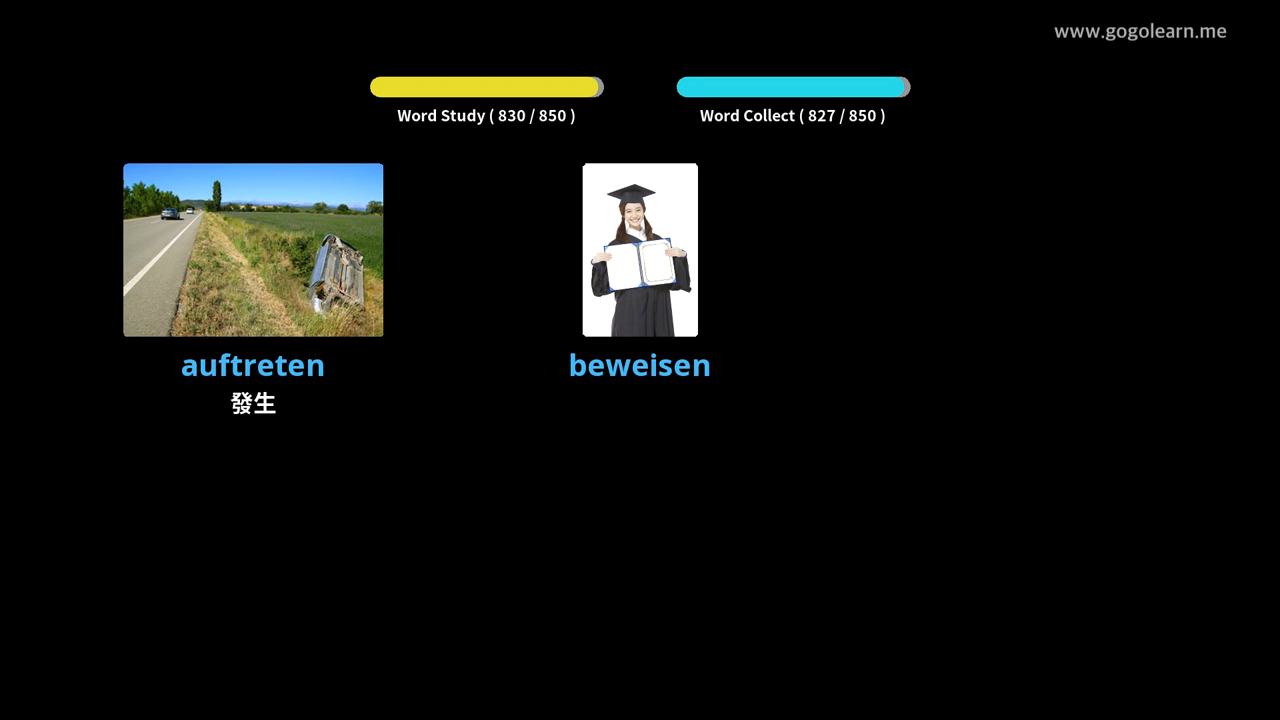 www.gogolearn.me
Word Study ( 830 / 850 )
Word Collect ( 827 / 850 )
auftreten
發生
beweisen